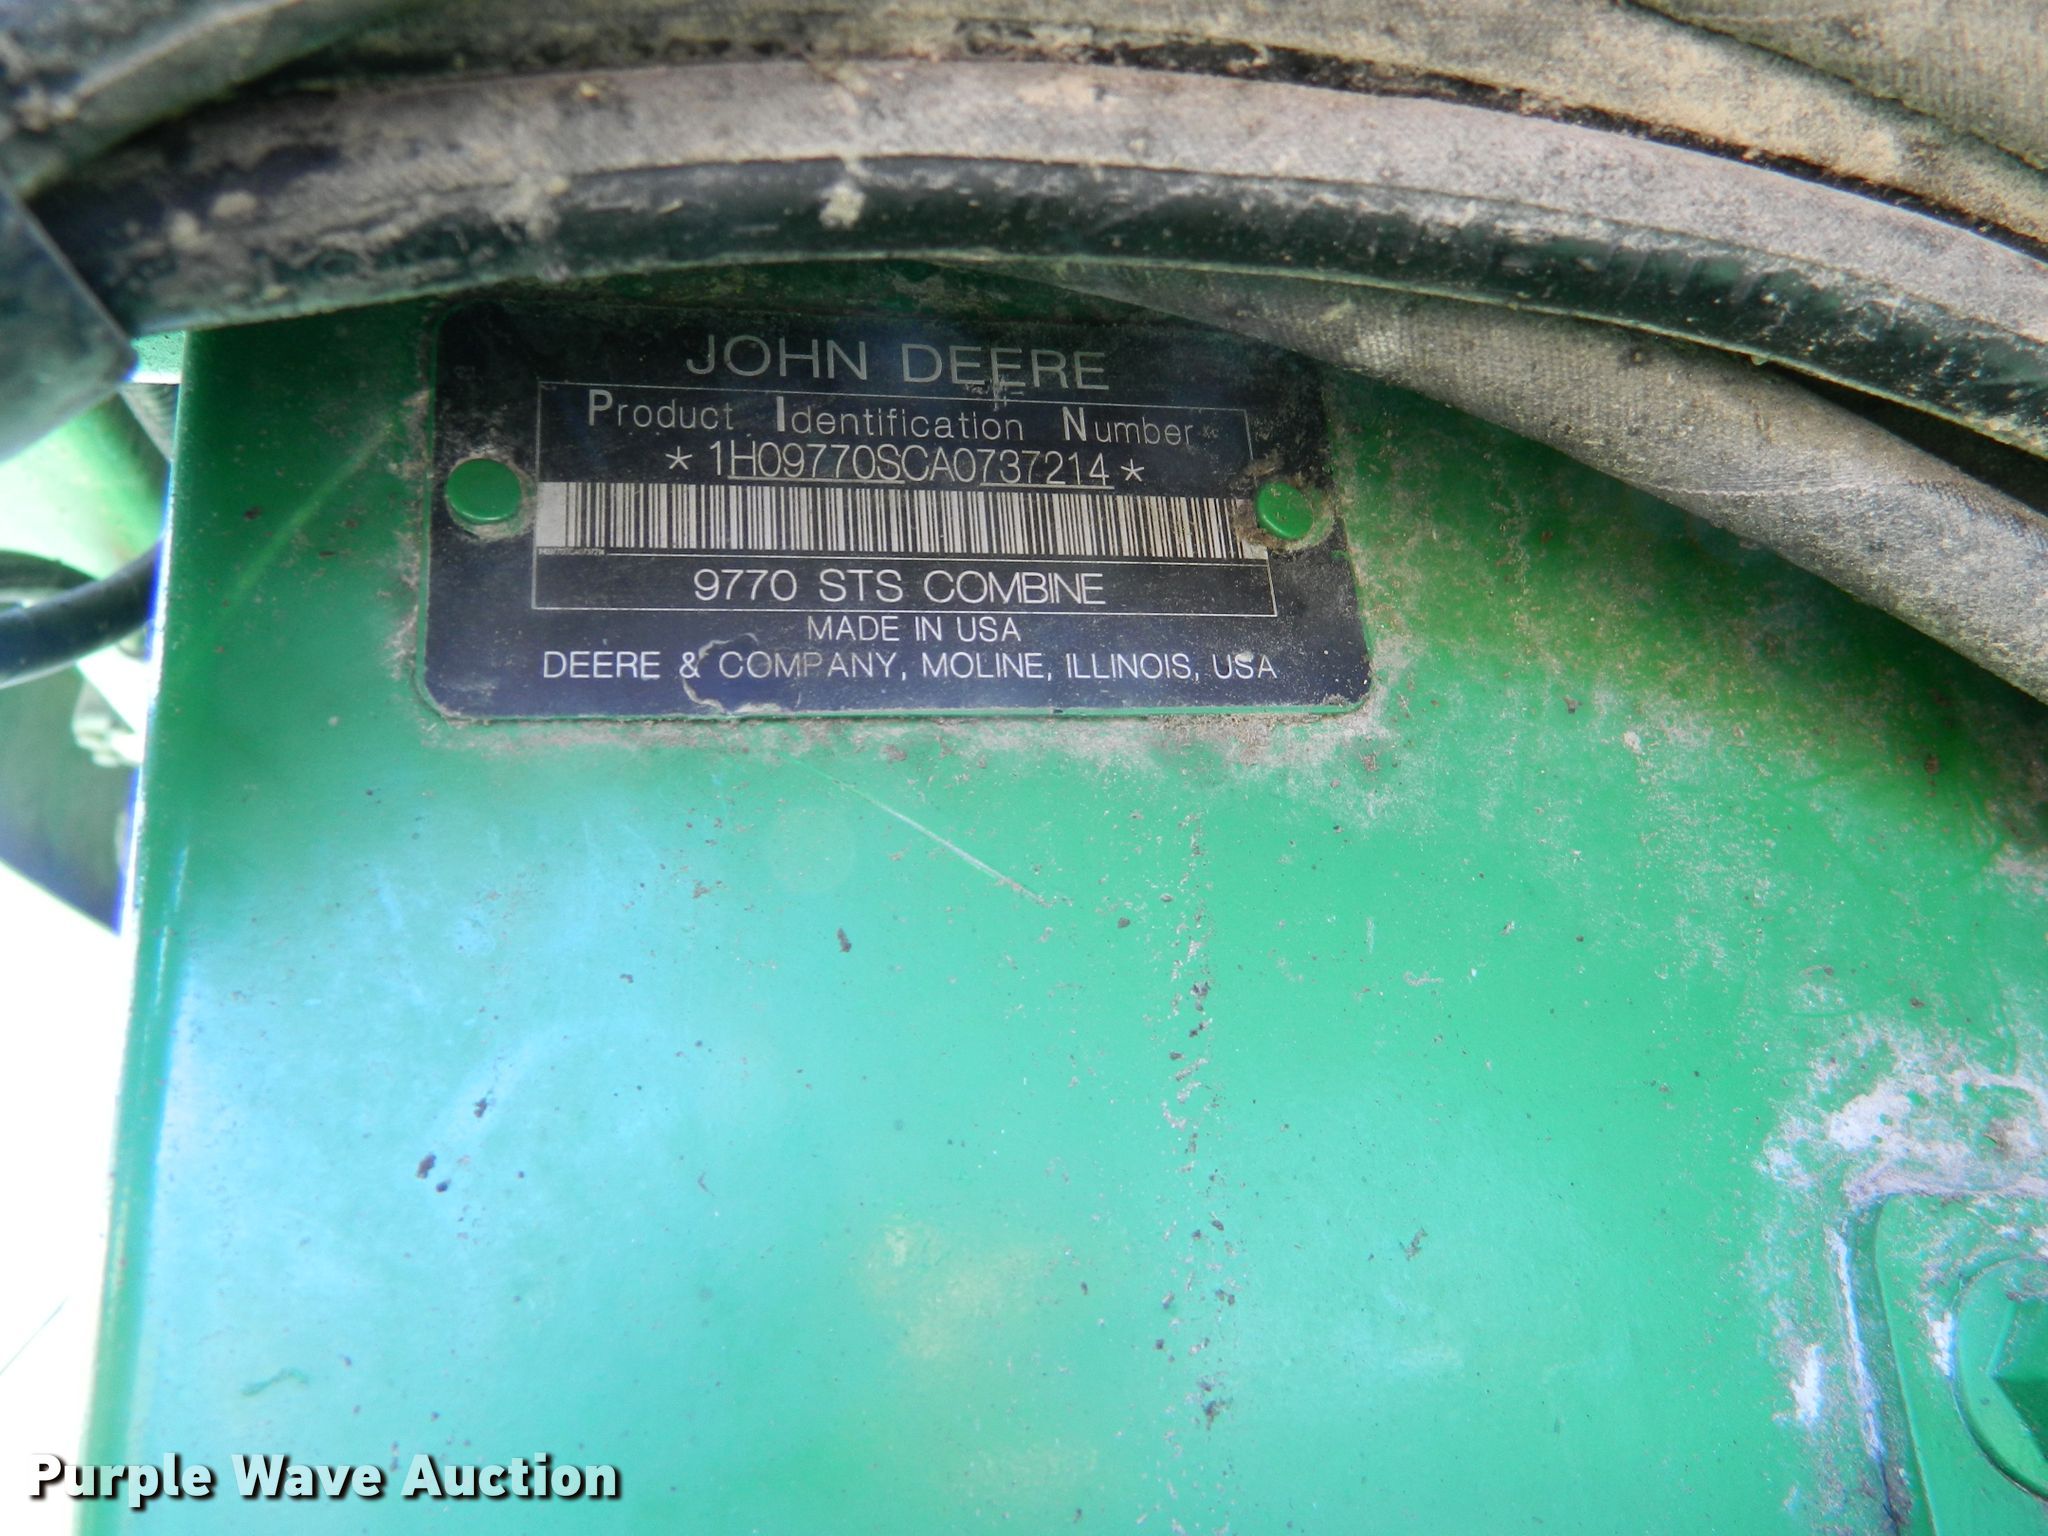 JOHN DEERE
Product Identification Number
* 1H09770SCA0737214 *
1H09770SCA0737214
9770 STS COMBINE
MADE IN USA
DEERE & COMPANY, MOLINE, ILLINOIS, USA
Purple Wave Auction